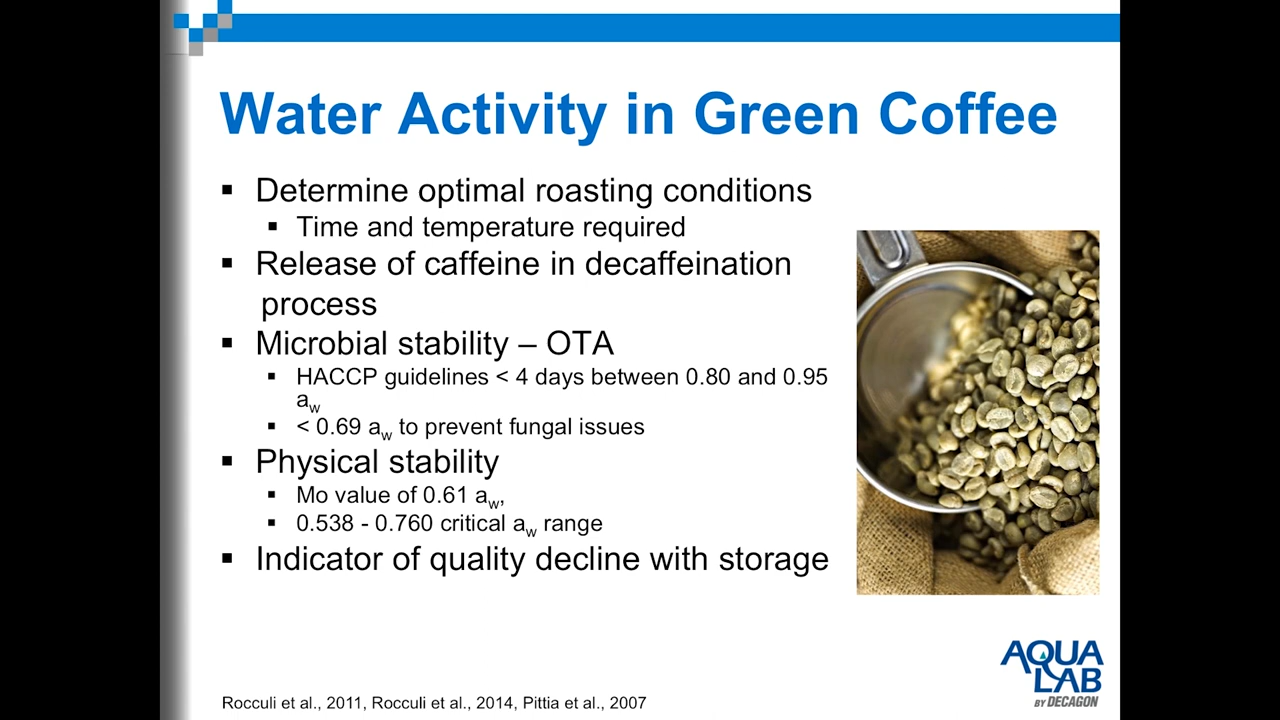 Water Activity in Green Coffee
▪ Determine optimal roasting conditions
▪ Time and temperature required
▪ Release of caffeine in decaffeination
process
▪ Microbial stability – OTA
▪ HACCP guidelines < 4 days between 0.80 and 0.95
aw
▪ < 0.69 aw to prevent fungal issues
▪ Physical stability
▪ Mo value of 0.61 aw,
▪ 0.538 - 0.760 critical aw range
▪ Indicator of quality decline with storage
AQUA
LAB
BY DECAGON
Rocculi et al., 2011, Rocculi et al., 2014, Pittia et al., 2007